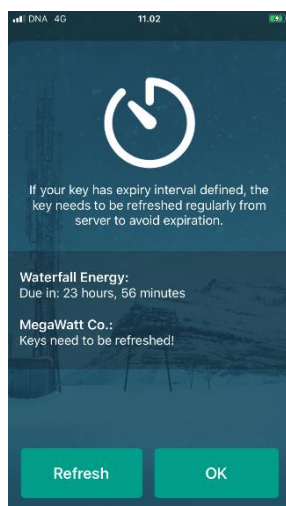 DNA 4G 11.02
If your key has expiry interval defined, the
key needs to be refreshed regularly from
server to avoid expiration.
Waterfall Energy:
Due in: 23 hours, 56 minutes
MegaWatt Co.:
Keys need to be refreshed!
Refresh OK